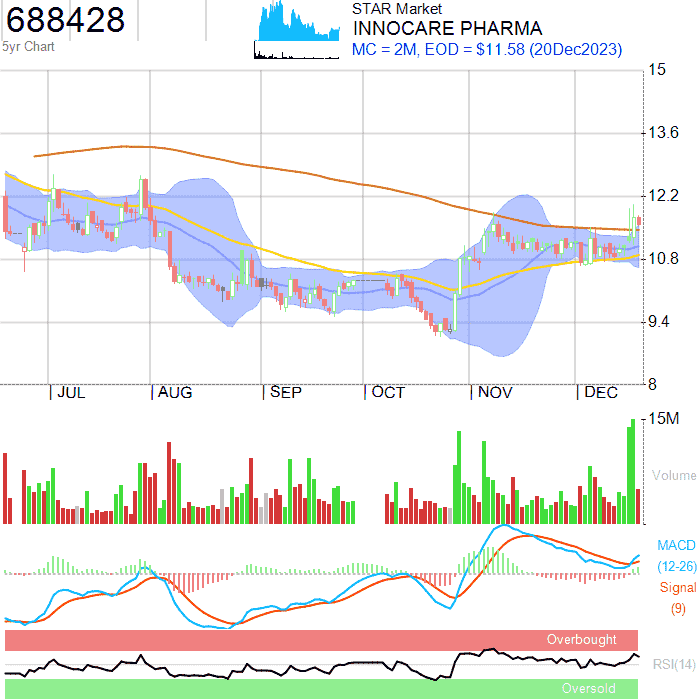 688428
5yr Chart
STAR Market
INNOCARE PHARMA
MC = 2M, EOD = $11.58 (20Dec2023)
15
13.6
12.2
10.8
9.4
8
JUL AUG SEP OCT NOV DEC
15M
Volume
MACD
(12-26)
Signal
(9)
Overbought
RSI(14)
Oversold